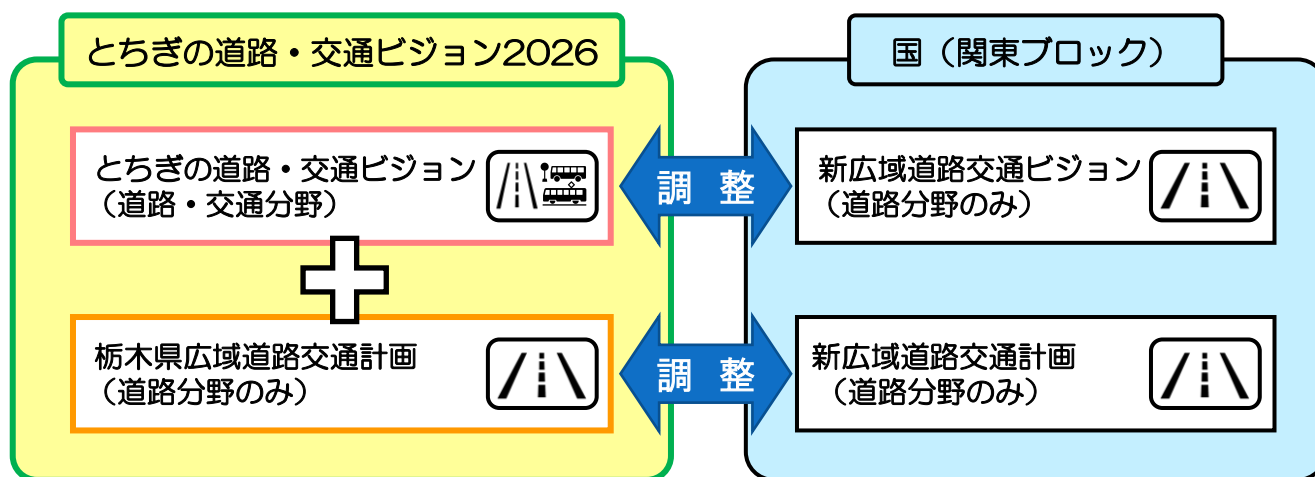 とちぎの道路・交通ビジョン2026
とちぎの道路・交通ビジョン
（道路・交通分野）
栃木県広域道路交通計画
（道路分野のみ）
調 整
調 整
国（関東ブロック）
新広域道路交通ビジョン
（道路分野のみ）
新広域道路交通計画
（道路分野のみ）